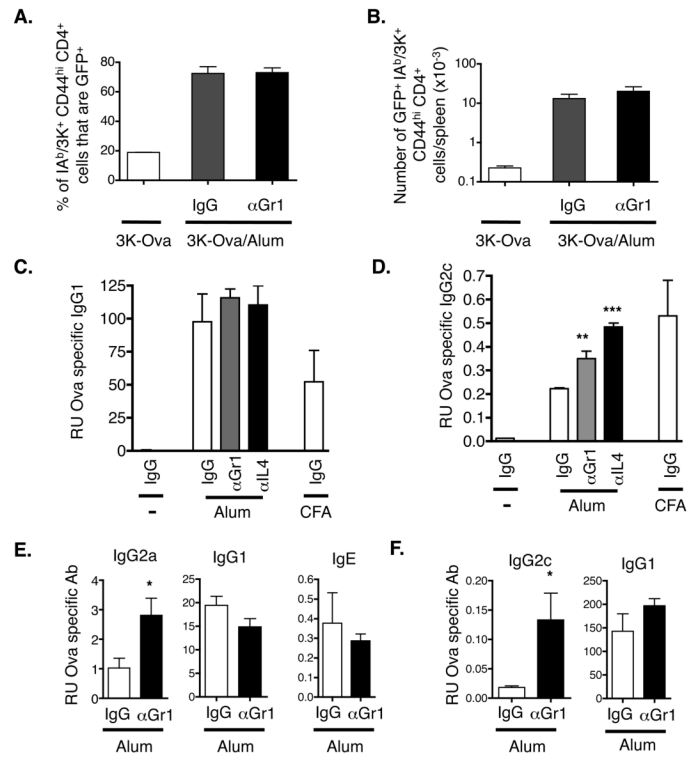 A.
% of IAᵇ/3K⁺ CD44ʰⁱ CD4⁺
cells that are GFP⁺
80
60
40
20
0
IgG
αGr1
3K-Ova
3K-Ova/Alum
B.
Number of GFP⁺ IAᵇ/3K⁺
CD44ʰⁱ CD4⁺
cells/spleen (x10⁻³)
100
10
1
0.1
IgG
αGr1
3K-Ova
3K-Ova/Alum
C.
RU Ova specific IgG1
125
100
75
50
25
0
IgG
IgG
αGr1
αIL4
IgG
-
Alum
CFA
D.
RU Ova specific IgG2c
0.7
0.6
0.5
0.4
0.3
0.2
0.1
0.0
**
***
IgG
IgG
αGr1
αIL4
IgG
-
Alum
CFA
E.
RU Ova specific Ab
IgG2a
4
3
2
1
0
*
IgG αGr1
Alum
IgG1
25
20
15
10
5
0
IgG αGr1
Alum
IgE
0.6
0.5
0.4
0.3
0.2
0.1
0.0
IgG αGr1
Alum
F.
RU Ova specific Ab
IgG2c
0.20
0.15
0.10
0.05
0.00
*
IgG αGr1
Alum
IgG1
250
200
150
100
50
0
IgG αGr1
Alum